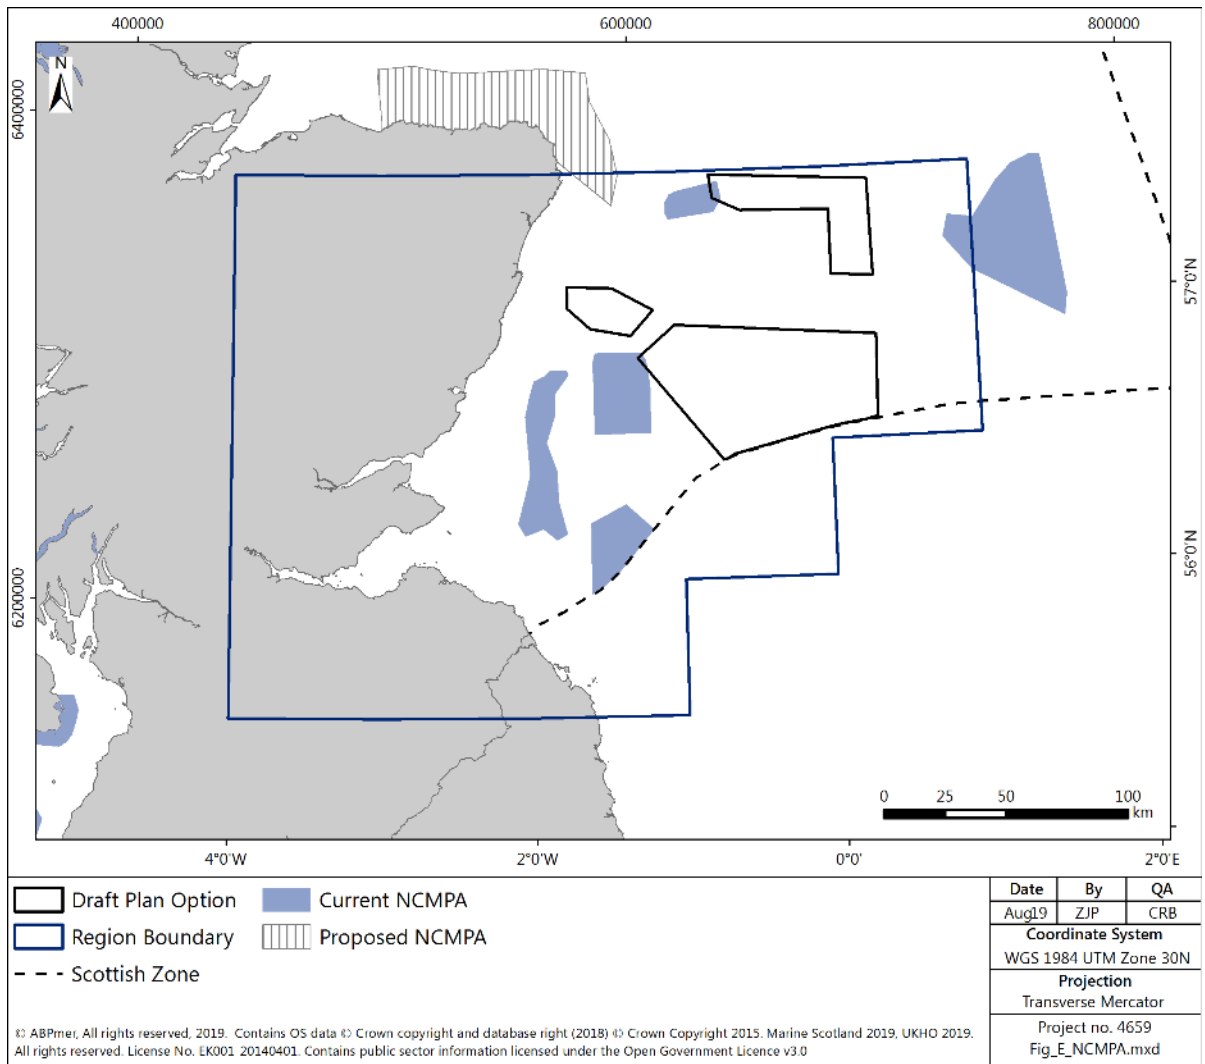 400000
600000
800000
N
6400000
57°0'N
56°0'N
6200000
0
25
50
100
km
4°0'W
2°0'W
0°0'
2°0'E
Draft Plan Option
Current NCMPA
Region Boundary
Proposed NCMPA
Scottish Zone
Date By QA
Aug19 ZJP CRB
Coordinate System
WGS 1984 UTM Zone 30N
Projection
Transverse Mercator
Project no. 4659
Fig_E_NCMPA.mxd
© ABPmer, All rights reserved, 2019. Contains OS data © Crown copyright and database right (2018) © Crown Copyright 2015. Marine Scotland 2019, UKHO 2019.
All rights reserved. License No. EK001_20140401. Contains public sector information licensed under the Open Government Licence v3.0